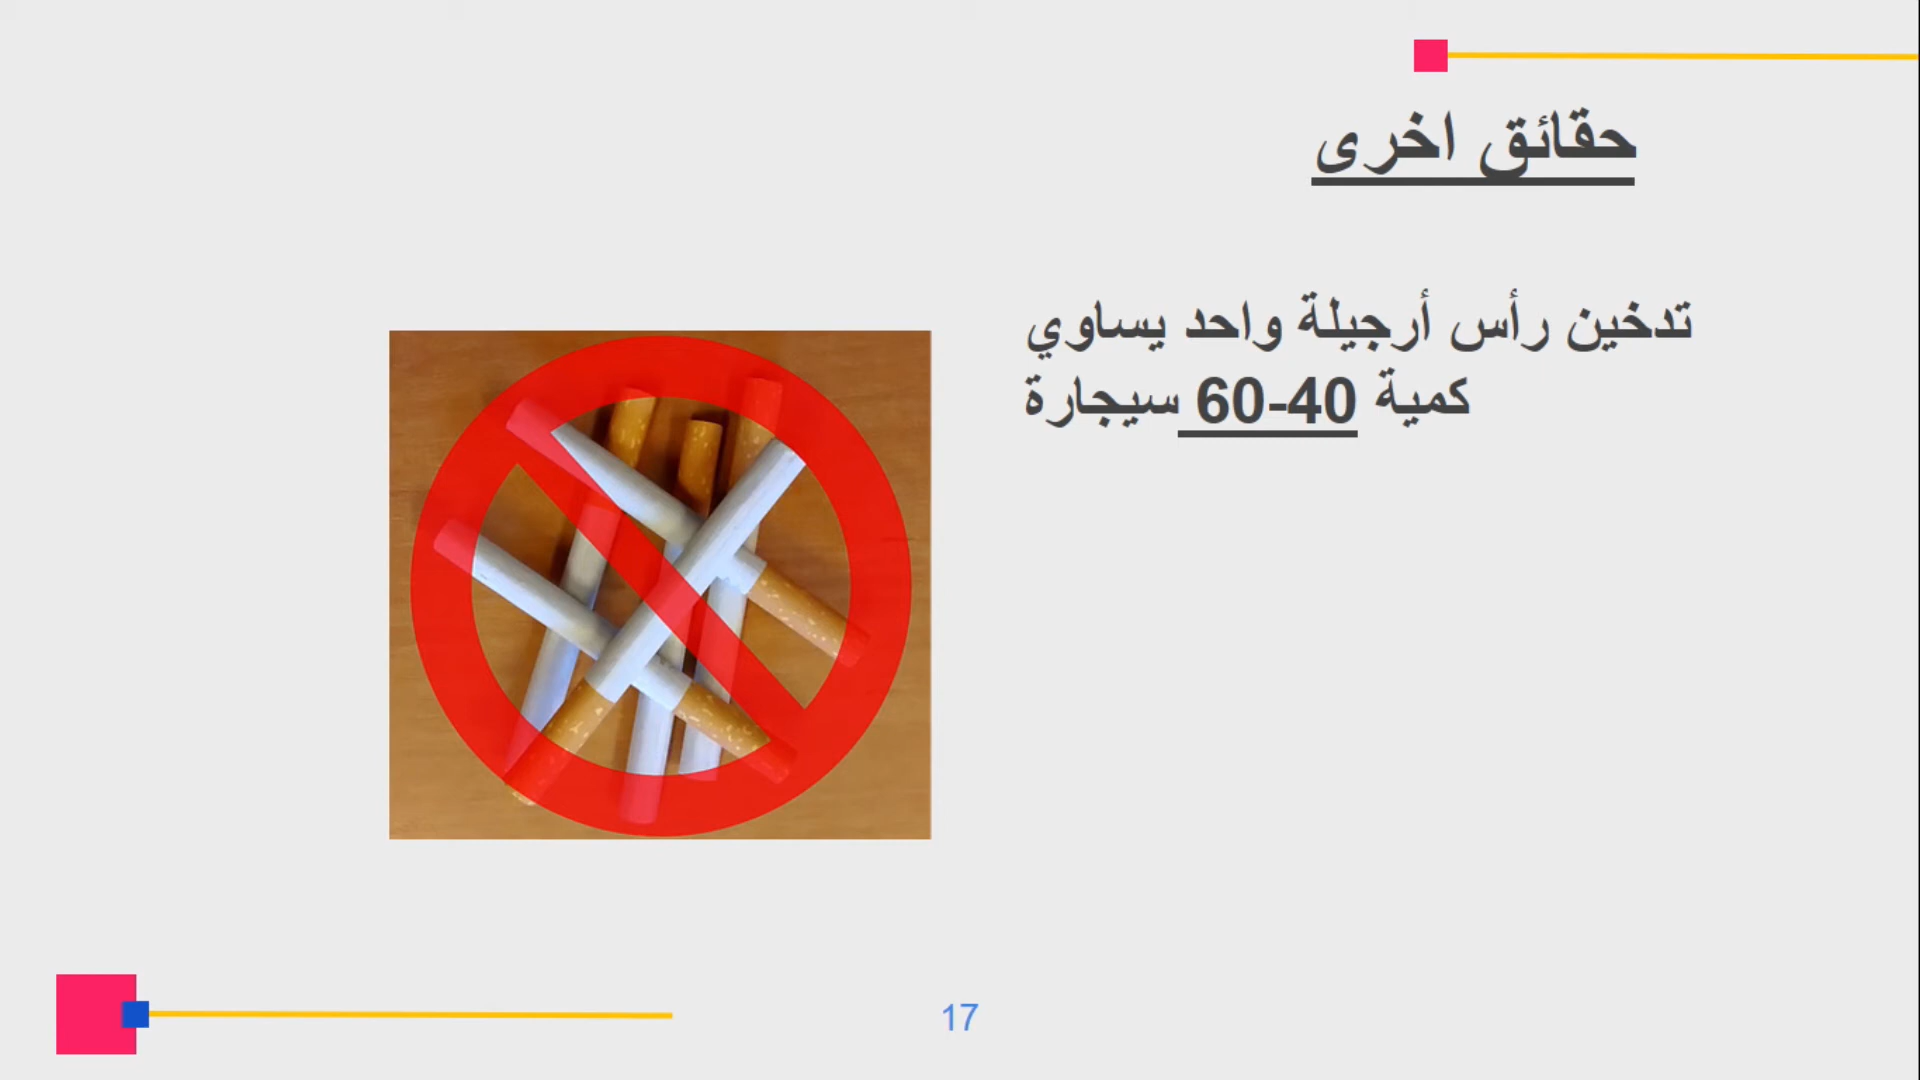 حقائق اخرى
تدخين رأس أرجيلة واحد يساوي
كمية 40-60 سيجارة
17